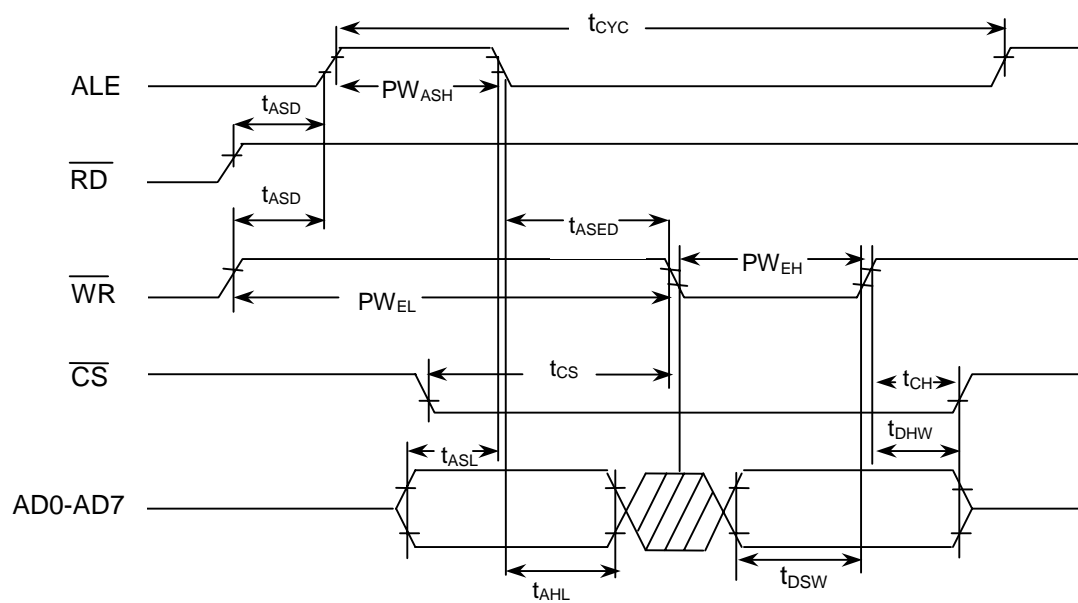 tCYC
ALE
PWASH
tASD
RD
tASD
tASED
PWEH
WR
PWEL
CS
tCS
tCH
tDHW
tASL
AD0-AD7
tAHL
tDSW